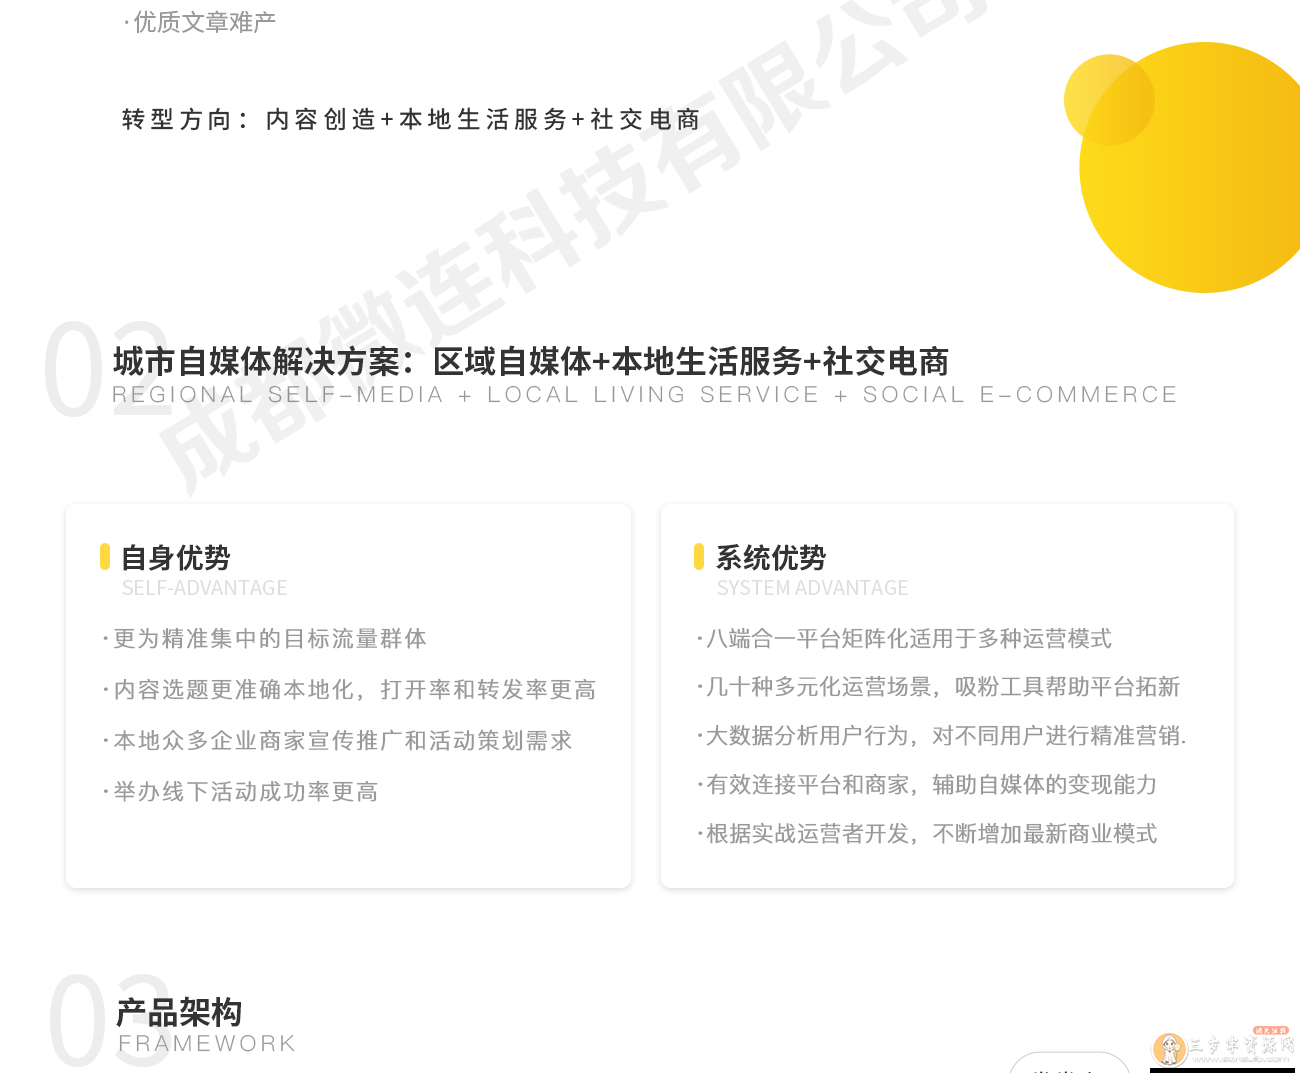 ·优质文章难产
转型方向：内容创造+本地生活服务+社交电商
成都微连科技有限公司
02
城市自媒体解决方案：区域自媒体+本地生活服务+社交电商
REGIONAL SELF-MEDIA + LOCAL LIVING SERVICE + SOCIAL E-COMMERCE
自身优势
SELF-ADVANTAGE
·更为精准集中的目标流量群体
·内容选题更准确本地化，打开率和转发率更高
·本地众多企业商家宣传推广和活动策划需求
·举办线下活动成功率更高
系统优势
SYSTEM ADVANTAGE
·八端合一平台矩阵化适用于多种运营模式
·几十种多元化运营场景，吸粉工具帮助平台拓新
·大数据分析用户行为，对不同用户进行精准营销.
·有效连接平台和商家，辅助自媒体的变现能力
·根据实战运营者开发，不断增加最新商业模式
03
产品架构
FRAMEWORK